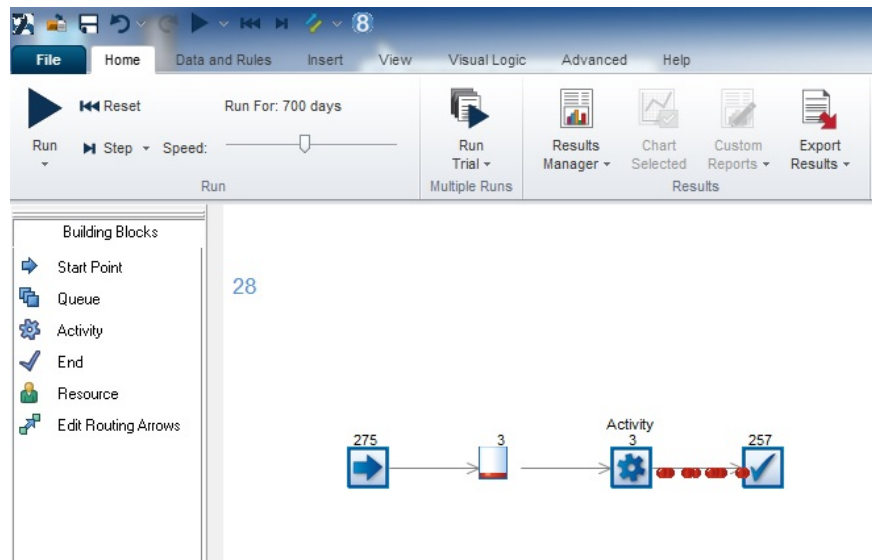 8
File Home Data and Rules Insert View Visual Logic Advanced Help
Reset Run For: 700 days
Run Step Speed: Run Trial Results Manager Chart Selected Custom Reports Export Results
Run Multiple Runs Results
Building Blocks
Start Point
28
Queue
Activity
End
Resource
Edit Routing Arrows
Activity
275 3 3 257